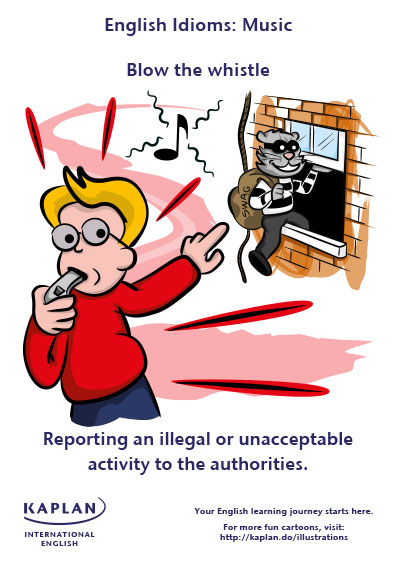 English Idioms: Music
Blow the whistle
SWAG
Reporting an illegal or unacceptable
activity to the authorities.
KAPLAN
INTERNATIONAL
ENGLISH
Your English learning journey starts here.
For more fun cartoons, visit:
http://kaplan.do/illustrations